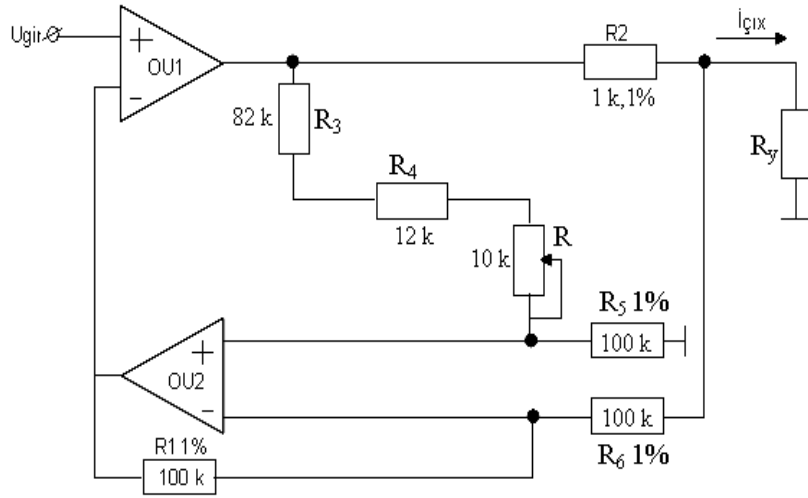 Ugir
+
OU1
−
R2
1 k,1%
İçıx
82 k
R3
R4
12 k
Ry
R
10 k
R5 1%
100 k
+
OU2
−
100 k
R6 1%
R1 1%
100 k